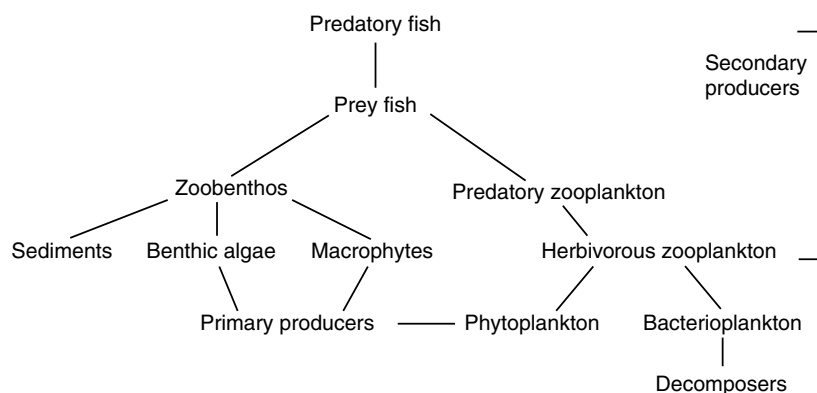 Predatory fish
Secondary
producers
Prey fish
Zoobenthos
Predatory zooplankton
Sediments
Benthic algae
Macrophytes
Herbivorous zooplankton
Primary producers
Phytoplankton
Bacterioplankton
Decomposers